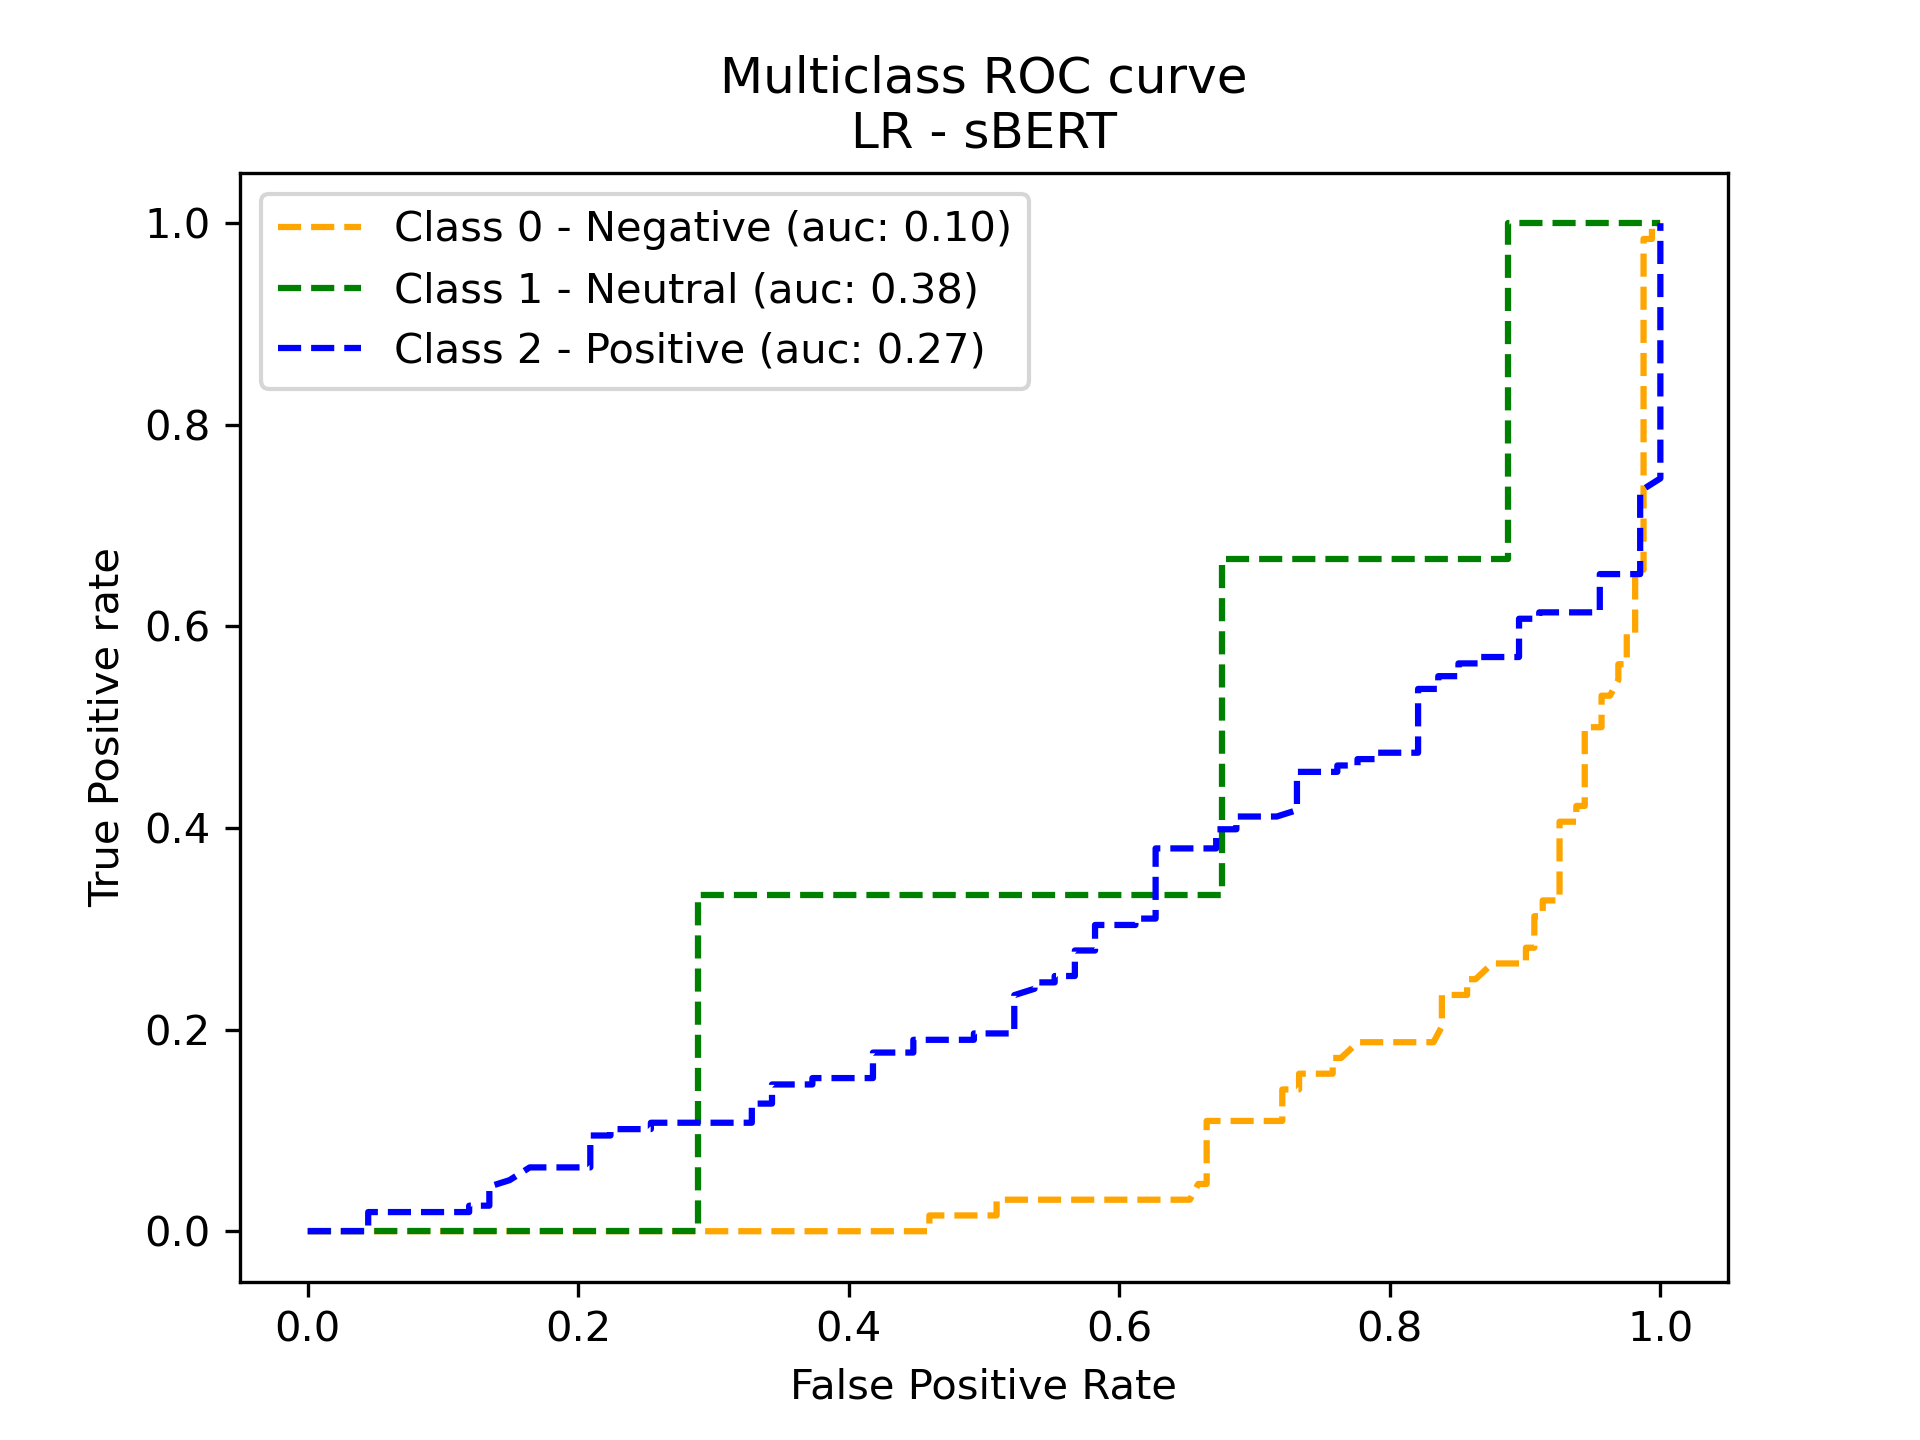 Multiclass ROC curve
LR - sBERT
Class 0 - Negative (auc: 0.10)
Class 1 - Neutral (auc: 0.38)
Class 2 - Positive (auc: 0.27)
True Positive rate
1.0
0.8
0.6
0.4
0.2
0.0
0.0 0.2 0.4 0.6 0.8 1.0
False Positive Rate